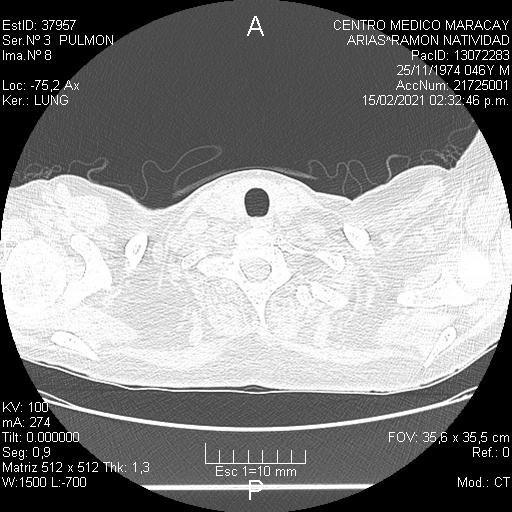 A
EstID: 37957
Ser.Nº 3 PULMON
Ima.Nº 8
Loc: -75,2 Ax
Ker.: LUNG
CENTRO MEDICO MARACAY
ARIAS^RAMON NATIVIDAD
PacID: 13072283
25/11/1974 046Y M
AccNum: 21725001
15/02/2021 02:32:46 p.m.
KV: 100
mA: 274
Tilt: 0.000000
Seg: 0,9
Matriz 512 x 512 Thk: 1,3
W:1500 L:-700
Esc 1=10 mm
P
FOV: 35,6 x 35,5 cm
Ref.: 0
Mod.: CT